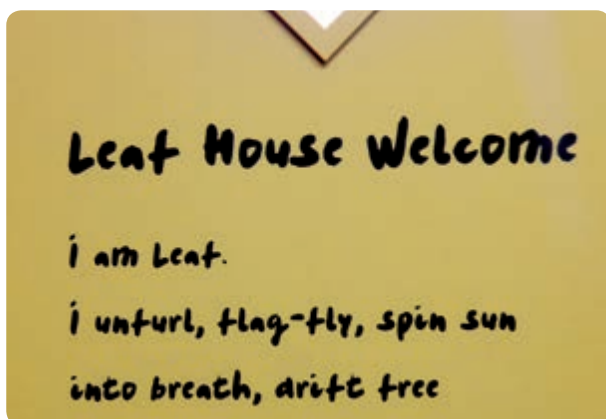 Leaf House Welcome
i am Leaf.
i unfurl, flag-fly, spin sun
into breath, drift free